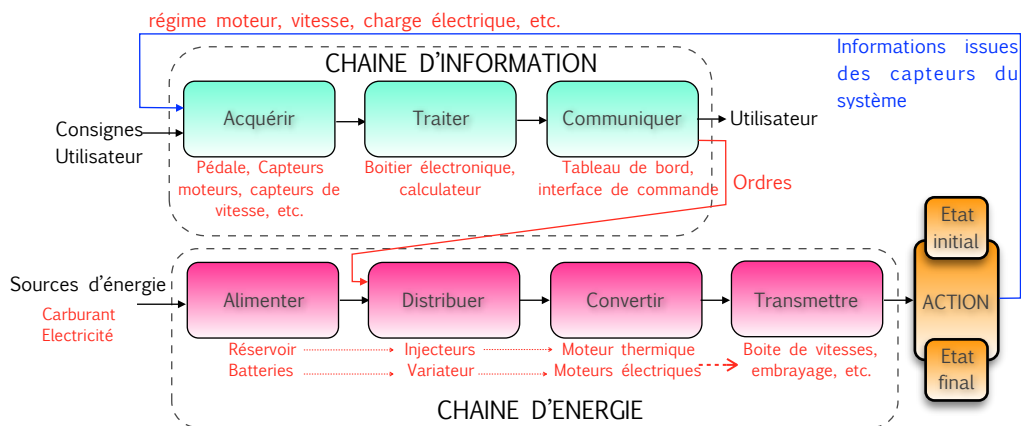 régime moteur, vitesse, charge électrique, etc.
Informations issues
des capteurs du
système
CHAINE D'INFORMATION
Consignes
Utilisateur
Acquérir
Traiter
Communiquer
Utilisateur
Pédale, Capteurs
moteurs, capteurs de
vitesse, etc.
Boitier électronique,
calculateur
Tableau de bord,
interface de commande
Ordres
Etat
initial
Sources d'énergie
Carburant
Electricité
Alimenter
Distribuer
Convertir
Transmettre
ACTION
Réservoir
Batteries
Injecteurs
Variateur
Moteur thermique
Moteurs électriques
Boite de vitesses,
embrayage, etc.
Etat
final
CHAINE D'ENERGIE